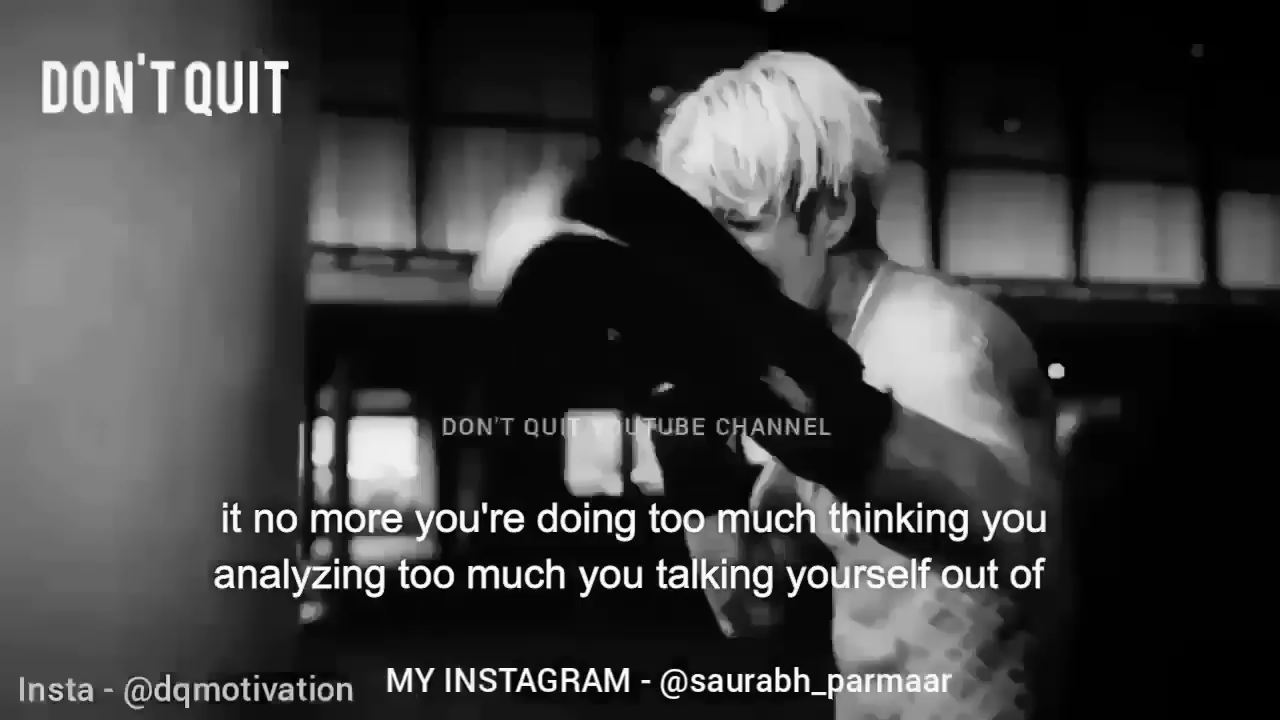 DON'T QUIT
DON'T QUIT YOUTUBE CHANNEL
it no more you're doing too much thinking you
analyzing too much you talking yourself out of
Insta - @dqmotivation
MY INSTAGRAM - @saurabh_parmaar